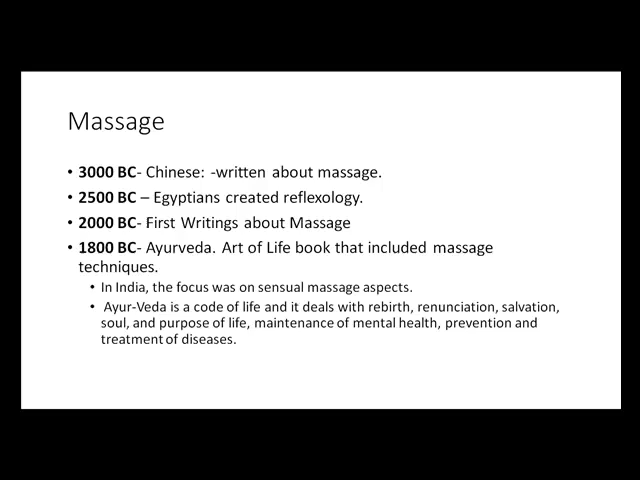 Massage
• 3000 BC- Chinese: -written about massage.
• 2500 BC – Egyptians created reflexology.
• 2000 BC- First Writings about Massage
• 1800 BC- Ayurveda. Art of Life book that included massage
techniques.
• In India, the focus was on sensual massage aspects.
• Ayur-Veda is a code of life and it deals with rebirth, renunciation, salvation,
soul, and purpose of life, maintenance of mental health, prevention and
treatment of diseases.